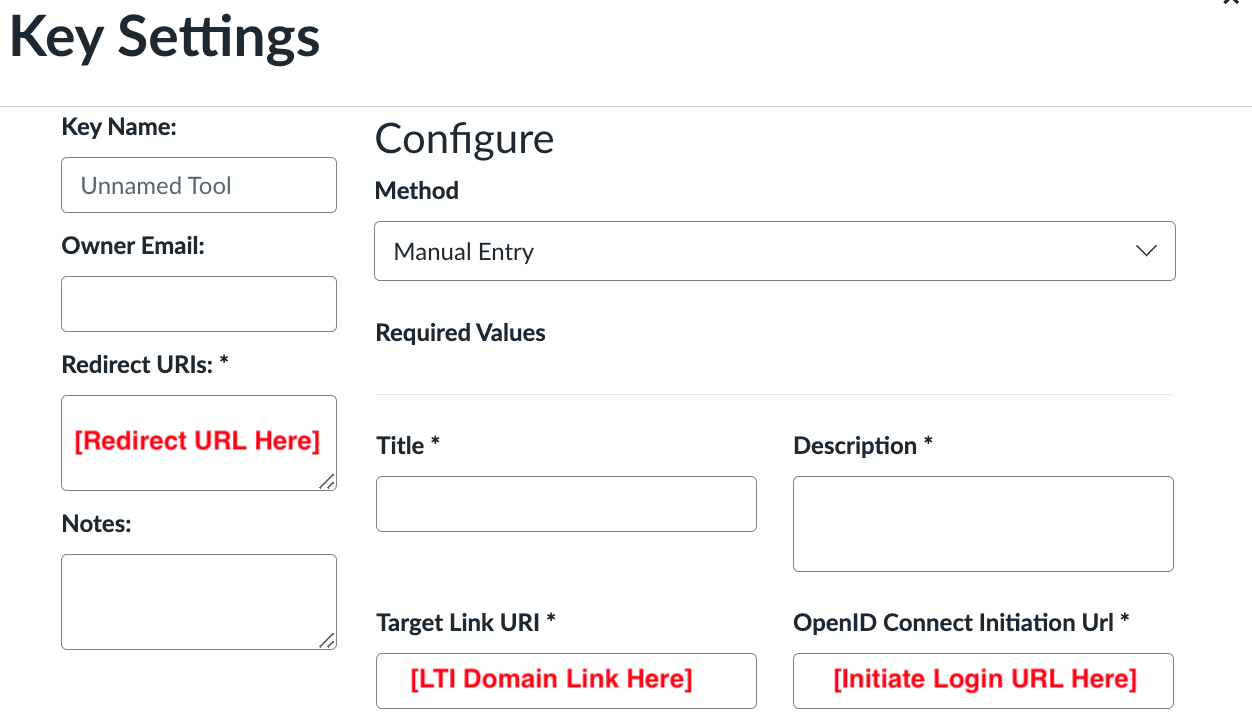 Key Settings
Key Name:
Unnamed Tool
Owner Email:
Redirect URIs: *
[Redirect URL Here]
Notes:
Configure
Method
Manual Entry
Required Values
Title *
Description *
Target Link URI *
OpenID Connect Initiation Url *
[LTI Domain Link Here]
[Initiate Login URL Here]